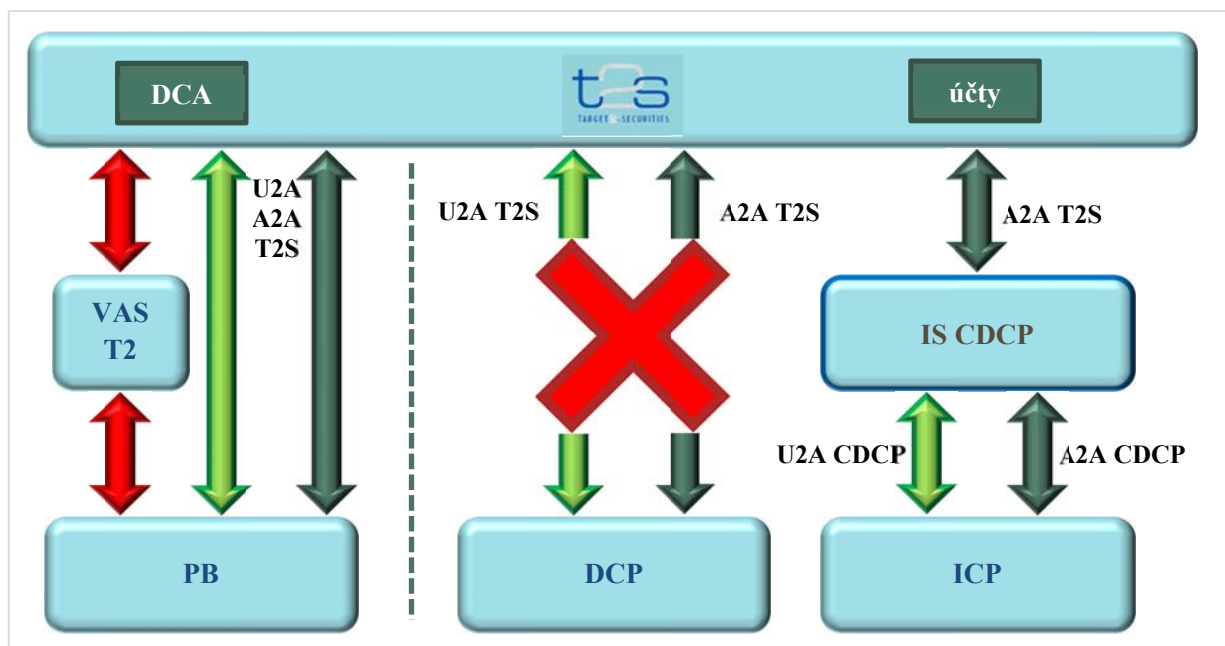 DCA
t2s
TARGET2-SECURITIES
účty
U2A
A2A
T2S
U2A T2S
A2A T2S
A2A T2S
VAS
T2
IS CDCP
U2A CDCP
A2A CDCP
PB
DCP
ICP